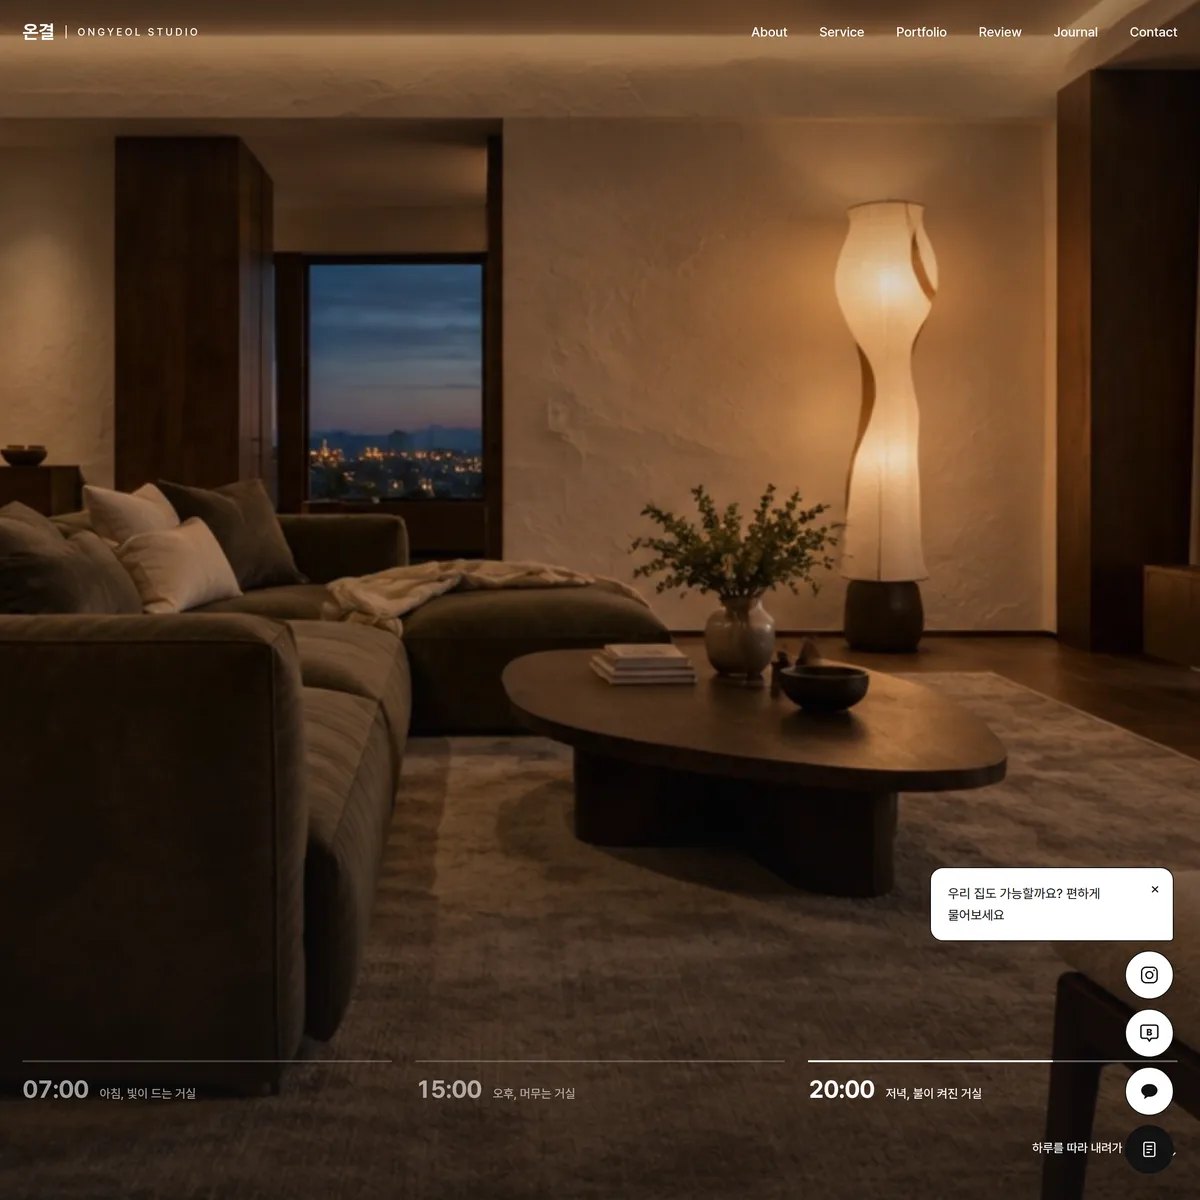 온결 | ONGYEOL STUDIO
About Service Portfolio Review Journal Contact
우리 집도 가능할까요? 편하게
물어보세요
07:00 아침, 빛이 드는 거실
15:00 오후, 머무는 거실
20:00 저녁, 불이 켜진 거실
하루를 따라 내려가